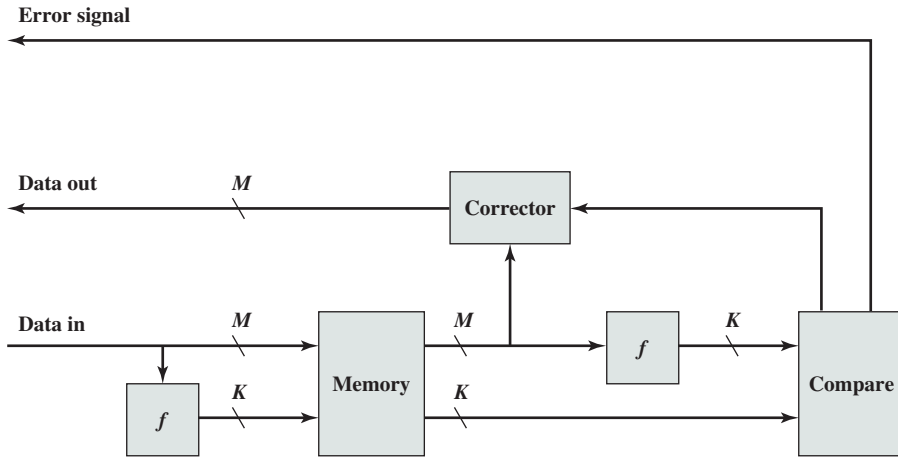 Error signal
Data out
M
Corrector
Data in
M
M
K
f
Memory
Compare
K
K
f